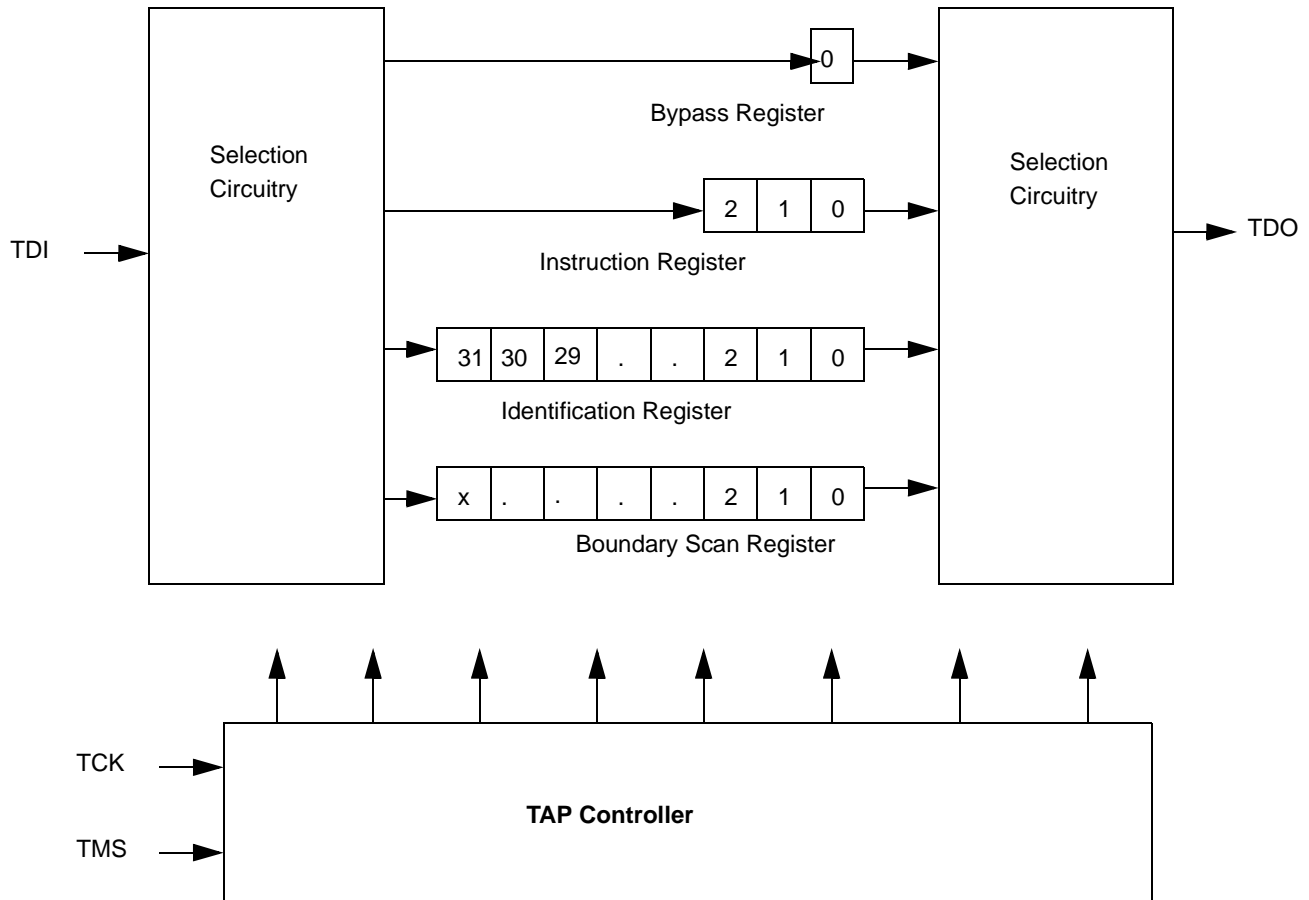 0
Bypass Register
Selection
Circuitry
Selection
Circuitry
2 1 0
TDI
TDO
Instruction Register
31 30 29 . . 2 1 0
Identification Register
x . . . . 2 1 0
Boundary Scan Register
TCK
TAP Controller
TMS